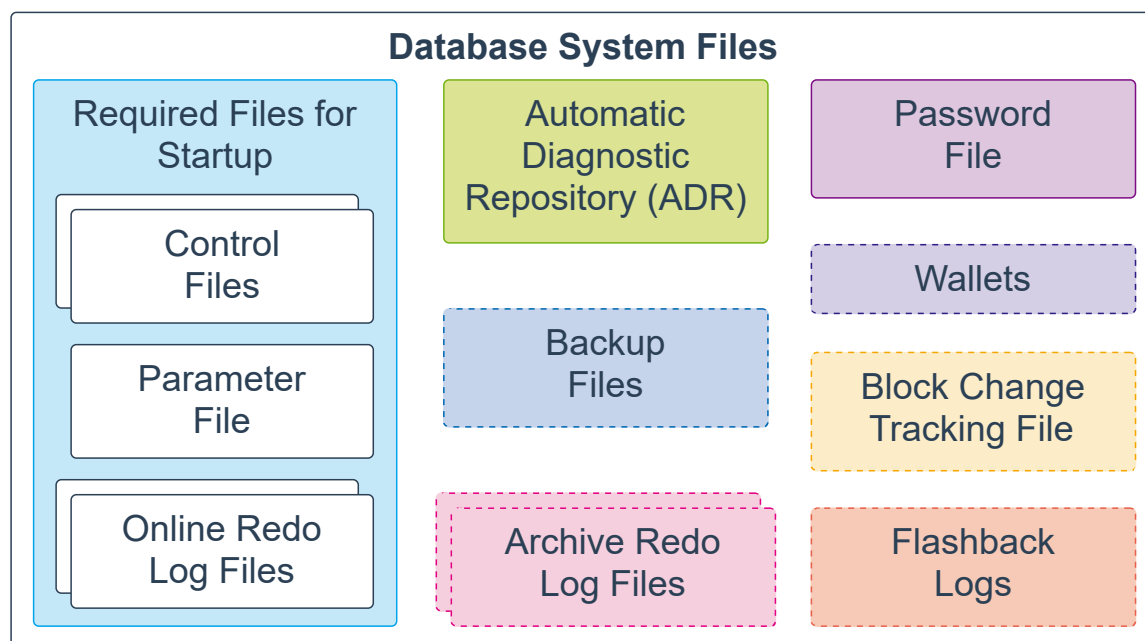 Database System Files
Required Files for
Startup
Control
Files
Parameter
File
Online Redo
Log Files
Automatic
Diagnostic
Repository (ADR)
Backup
Files
Archive Redo
Log Files
Password
File
Wallets
Block Change
Tracking File
Flashback
Logs